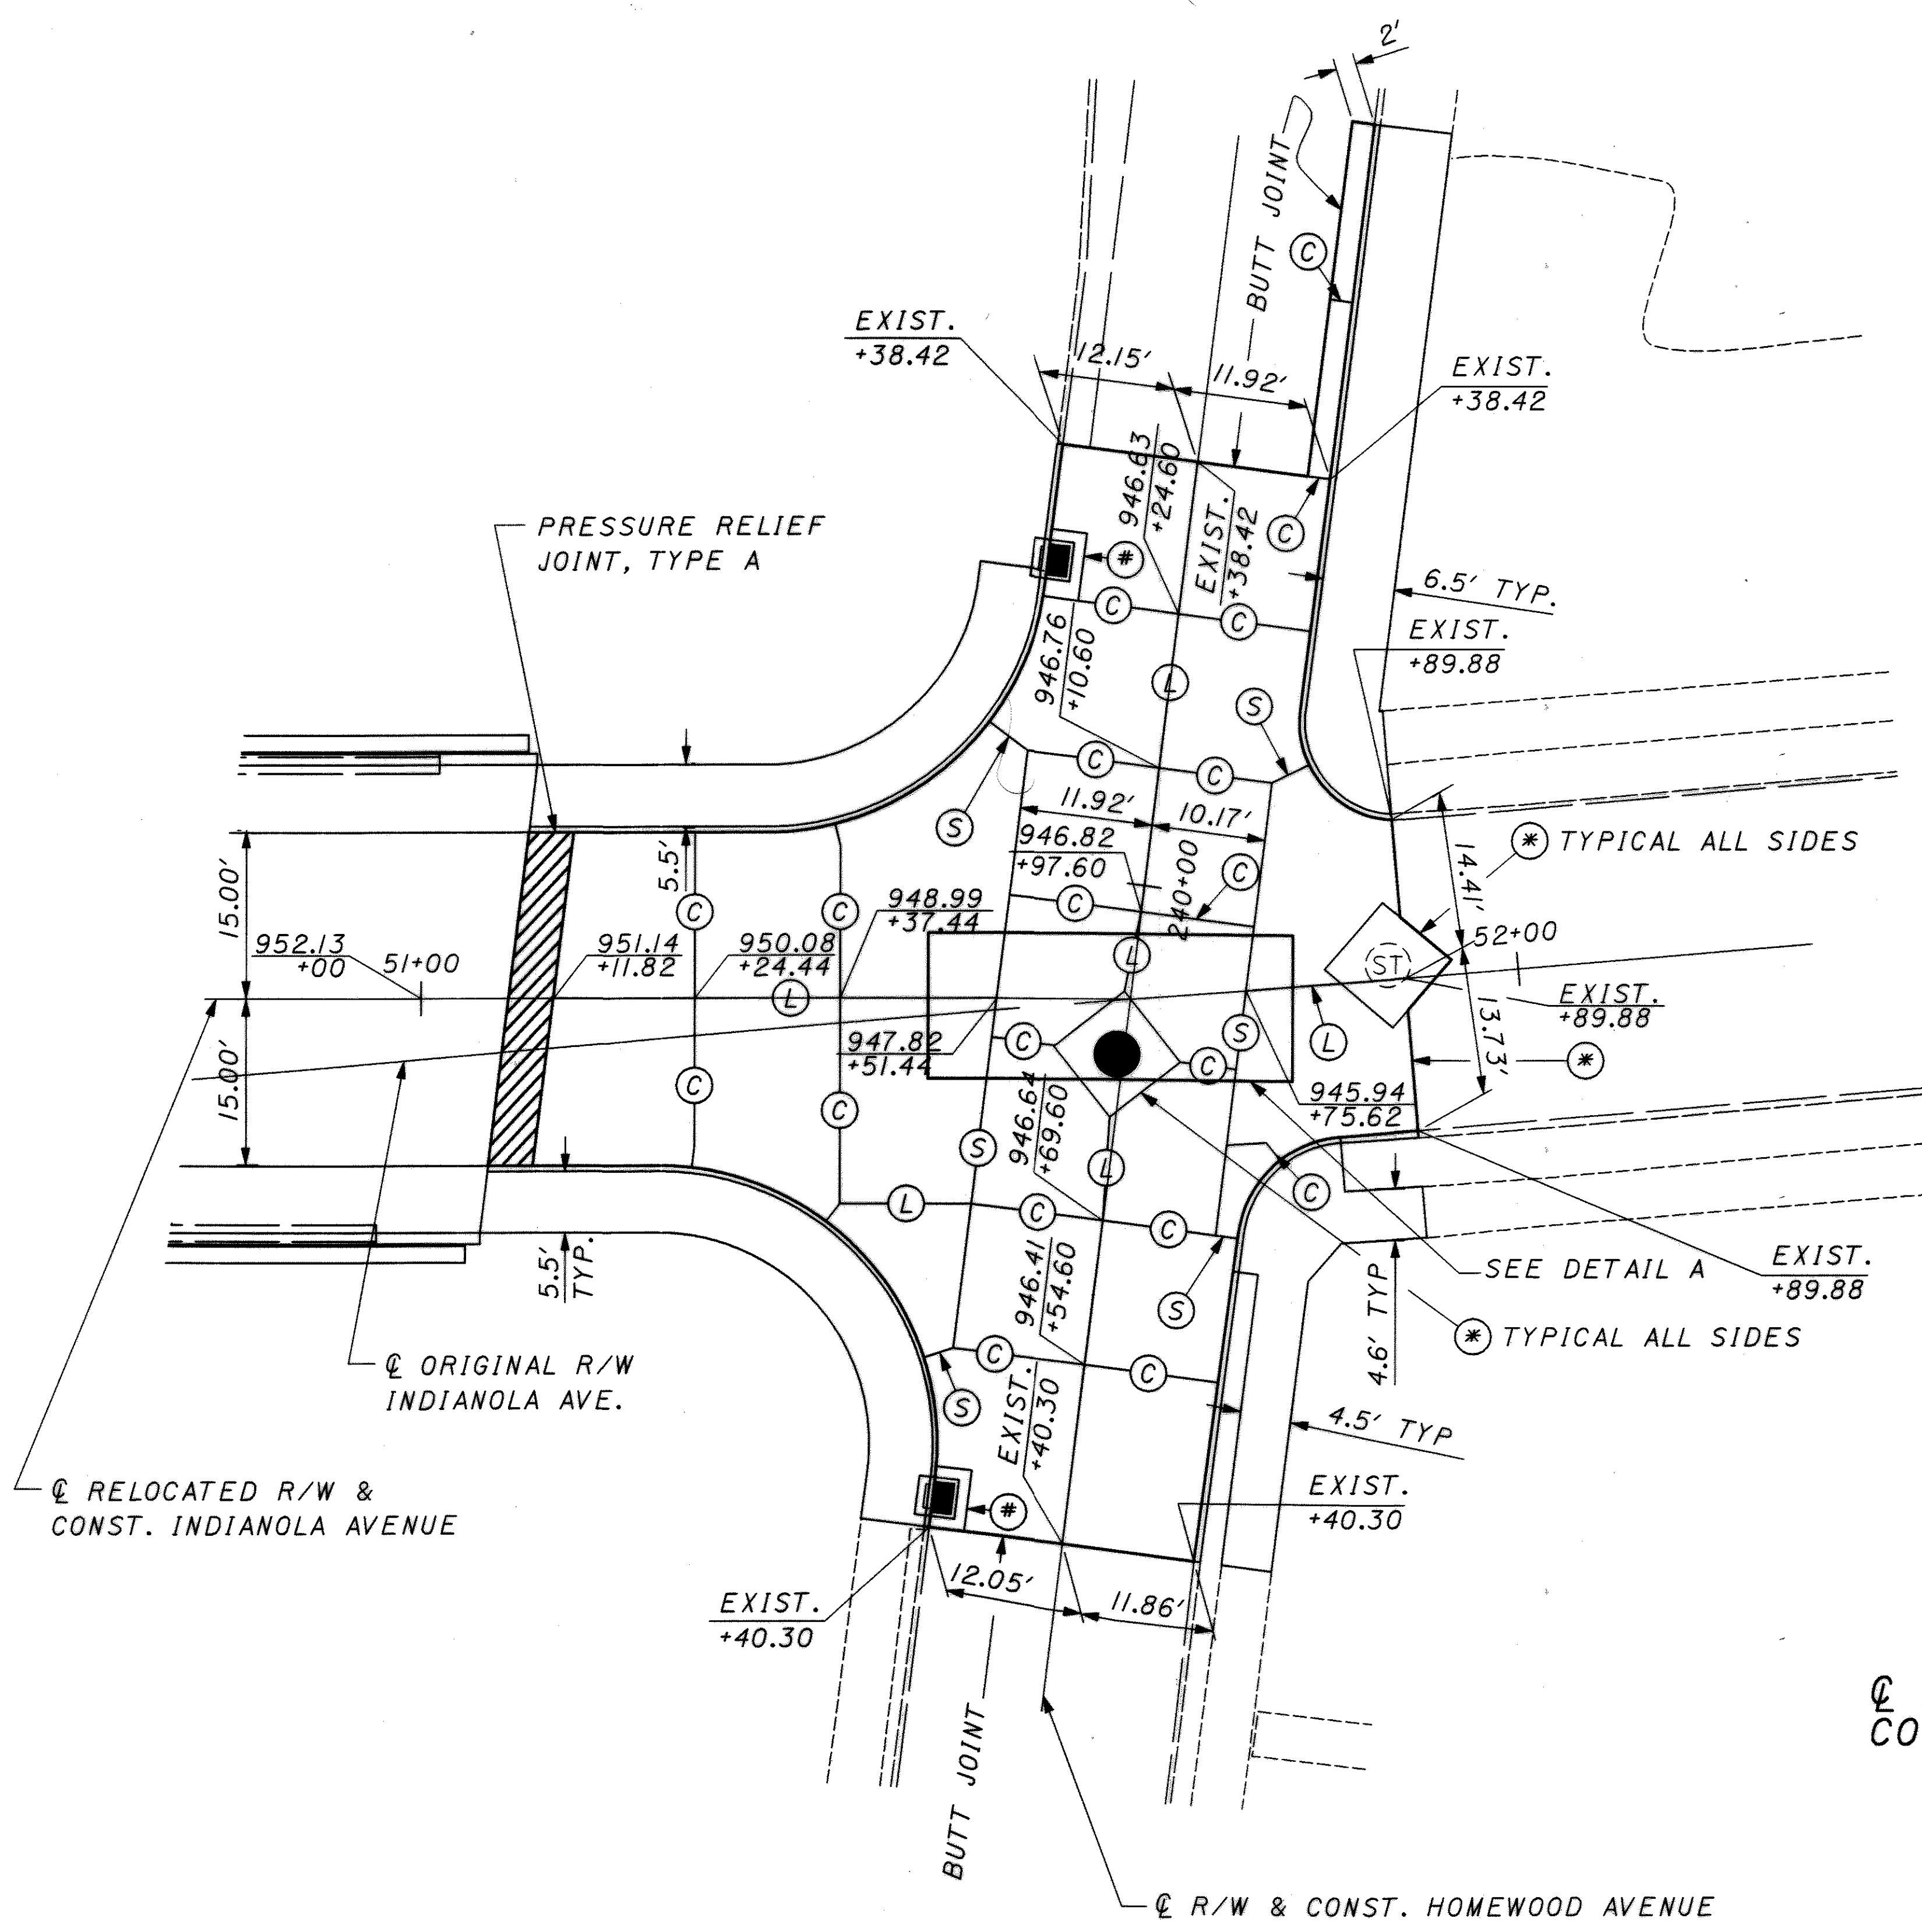 2'
BUTT JOINT
C
EXIST.
+38.42
12.15'
11.92'
EXIST.
+38.42
946.63
+24.60
EXIST.
+38.42
C
PRESSURE RELIEF
JOINT, TYPE A
#
6.5' TYP.
C
C
EXIST.
+89.88
946.76
+10.60
L
S
C
C
S
11.92'
10.17'
946.82
+97.60
240+00
C
C
* TYPICAL ALL SIDES
14.41'
15.00'
5.5'
C
C
948.99
+37.44
952.13
+00
51+00
951.14
+11.82
950.08
+24.44
L
L
ST
52+00
EXIST.
+89.88
13.73'
S
L
*
947.82
+51.44
C
C
15.00'
C
C
946.64
+69.60
945.94
+75.62
S
L
C
L
C
C
5.5'
TYP.
946.41
+54.60
S
4.6' TYP
SEE DETAIL A
EXIST.
+89.88
* TYPICAL ALL SIDES
℄ ORIGINAL R/W
INDIANOLA AVE.
C
C
S
EXIST.
+40.30
4.5' TYP
℄ RELOCATED R/W &
CONST. INDIANOLA AVENUE
#
EXIST.
+40.30
12.05'
11.86'
EXIST.
+40.30
BUTT JOINT
℄
CO
℄ R/W & CONST. HOMEWOOD AVENUE